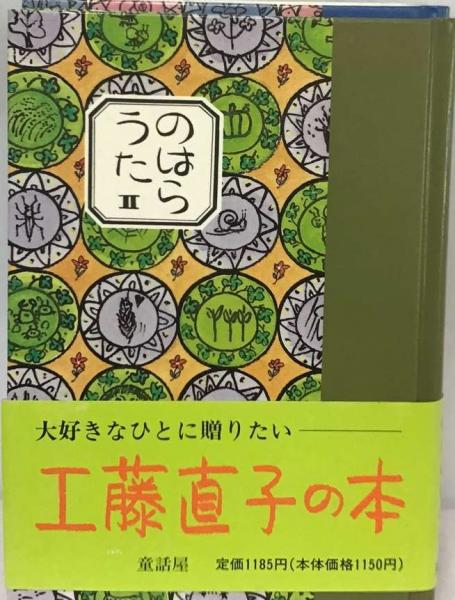 のはら
うた II
大好きなひとに贈りたい――
工藤直子の本
童話屋 定価1185円(本体価格1150円)